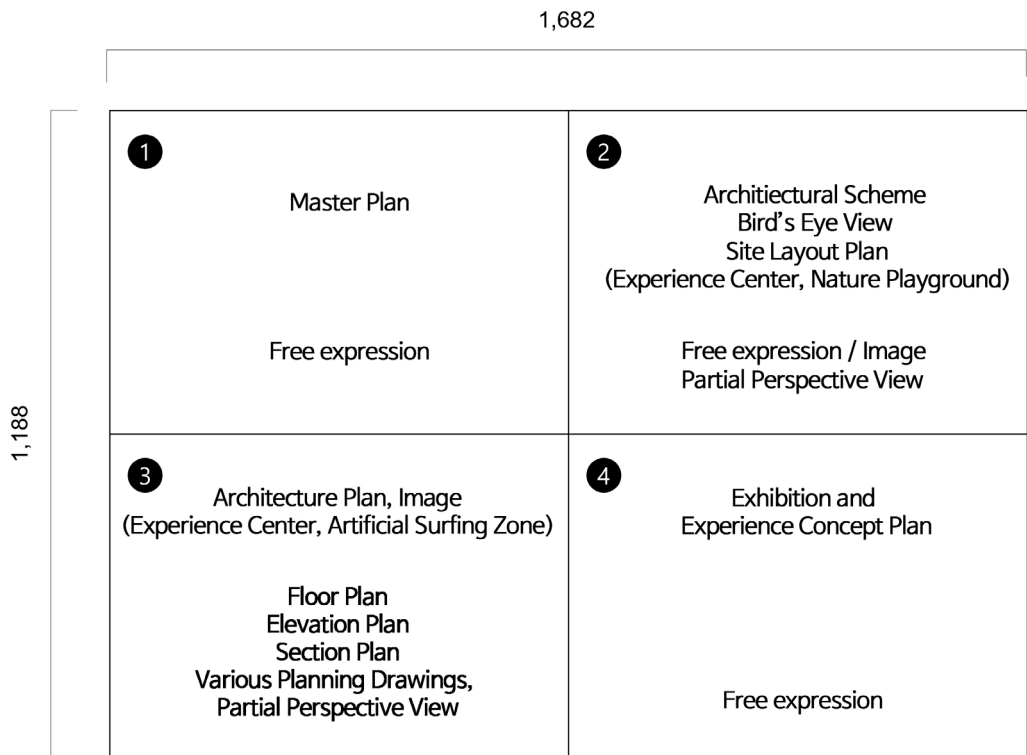 1,682
1,188
1
Master Plan
Free expression
2
Architiectural Scheme
Bird's Eye View
Site Layout Plan
(Experience Center, Nature Playground)
Free expression / Image
Partial Perspective View
3
Architecture Plan, Image
(Experience Center, Artificial Surfing Zone)
Floor Plan
Elevation Plan
Section Plan
Various Planning Drawings,
Partial Perspective View
4
Exhibition and
Experience Concept Plan
Free expression